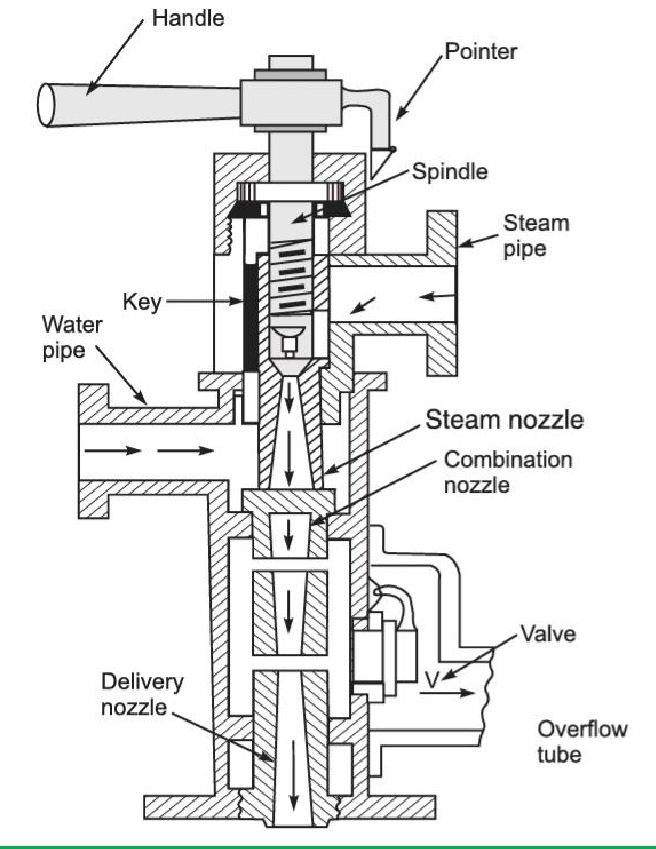 Handle
Pointer
Spindle
Steam
pipe
Key
Water
pipe
Steam nozzle
Combination
nozzle
Valve
V
Delivery
nozzle
Overflow
tube